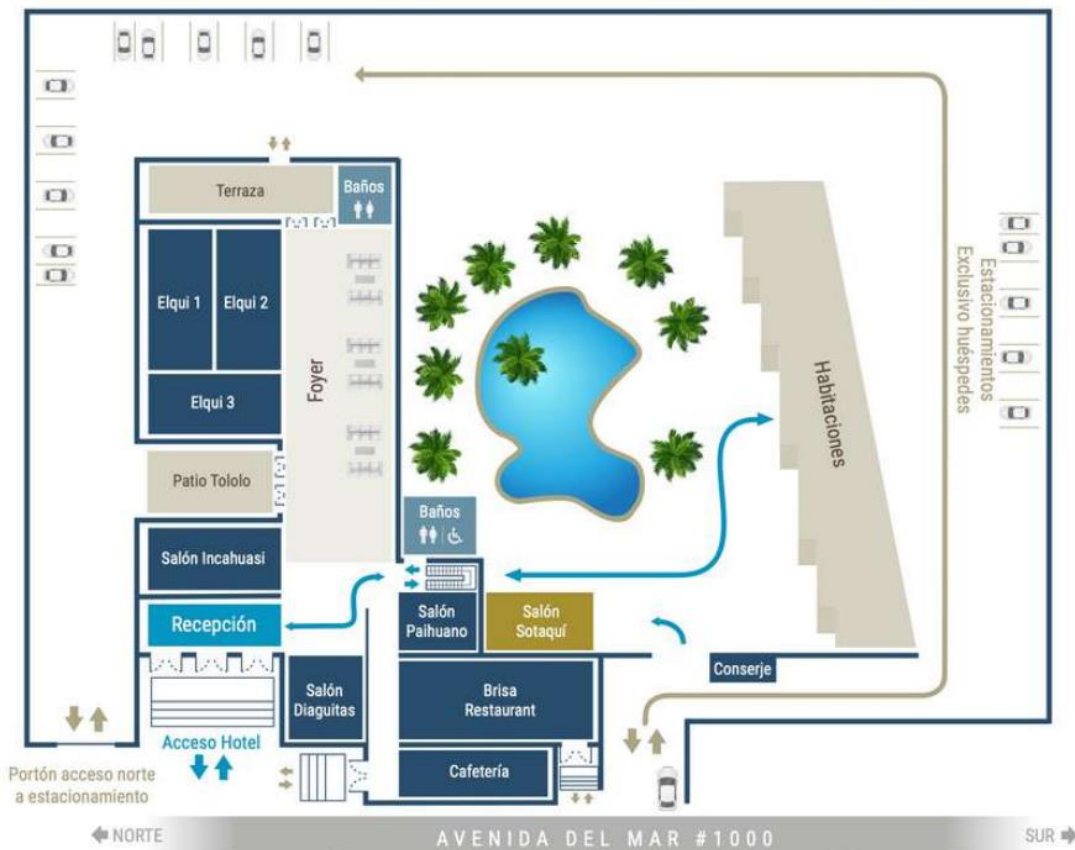 Terraza
Baños
Elqui 1
Elqui 2
Foyer
Elqui 3
Patio Tololo
Baños
Salón Incahuasi
Recepción
Salón
Paihuano
Salón
Sotaquí
Habitaciones
Estacionamientos
Exclusivo huéspedes
Conserje
Salón
Diaguitas
Brisa
Restaurant
Cafetería
Acceso Hotel
Portón acceso norte
a estacionamiento
NORTE
AVENIDA DEL MAR #1000
SUR